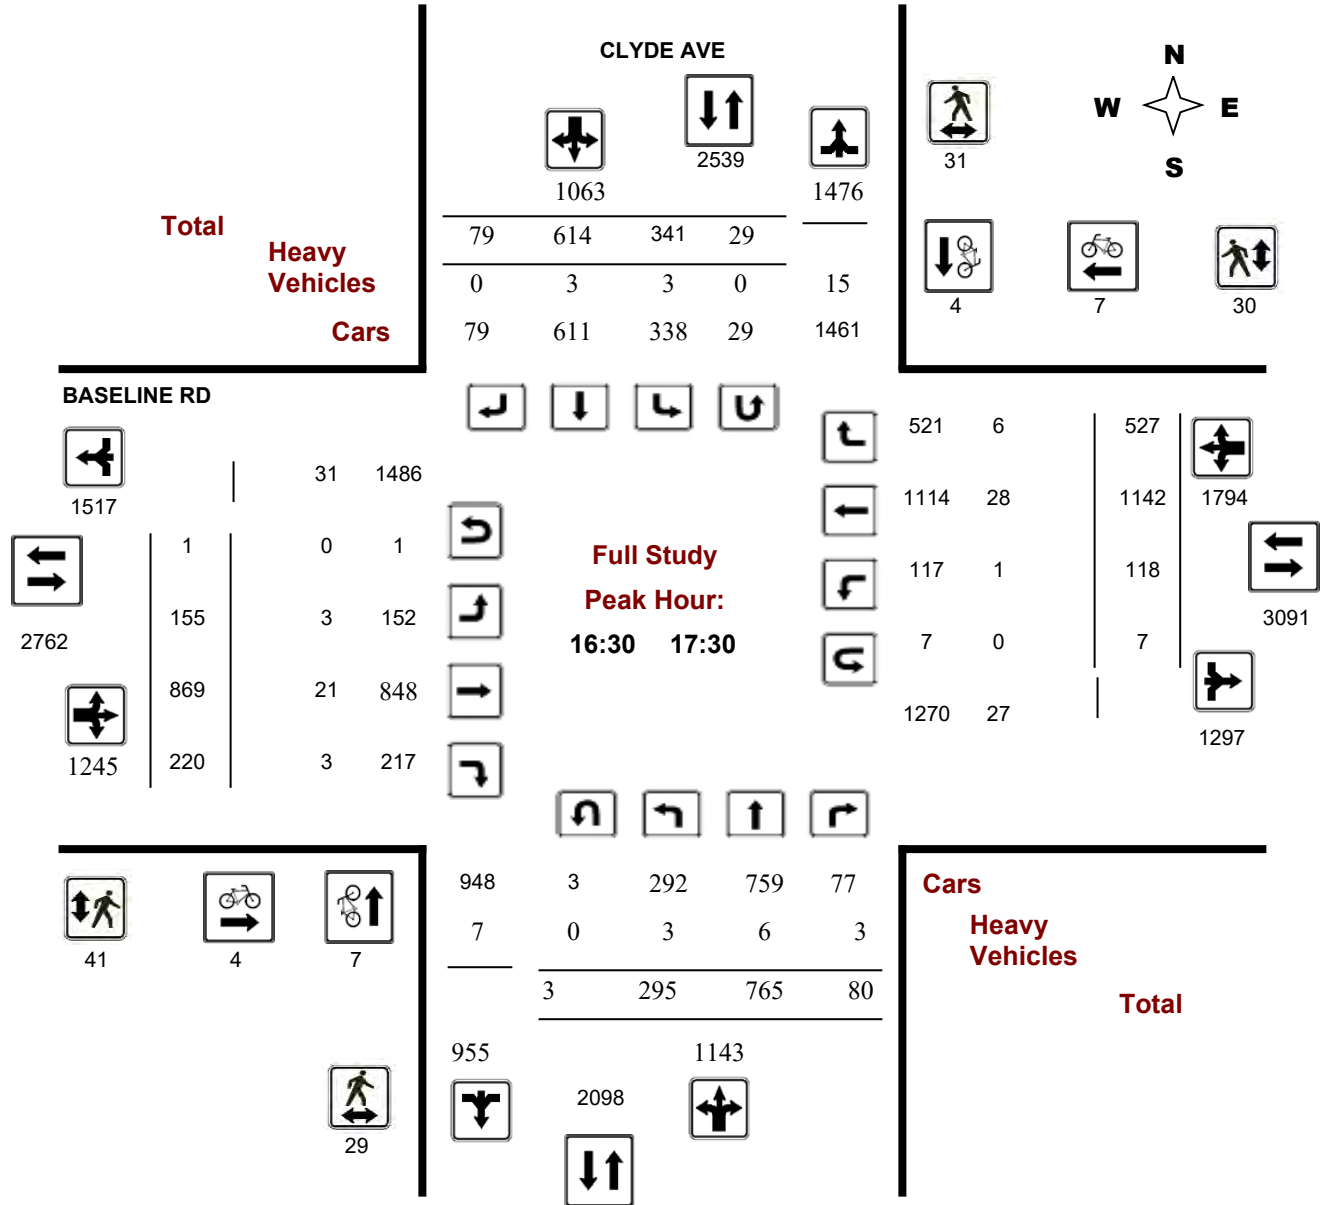 CLYDE AVE
N
W E
S
2539
31
1063
1476
Total
79 614 341 29
Heavy
Vehicles
0 3 3 0 15
4 7 30
Cars
79 611 338 29 1461
BASELINE RD
521 6 527
31 1486
1517
1114 28 1142 1794
1 0 1
Full Study
117 1 118
Peak Hour:
155 3 152
3091
2762
16:30 17:30
7 0 7
869 21 848
1270 27
1297
1245 220 3 217
948 3 292 759 77
Cars
7 0 3 6 3
Heavy
Vehicles
41 4 7
3 295 765 80
Total
955 1143
2098
29